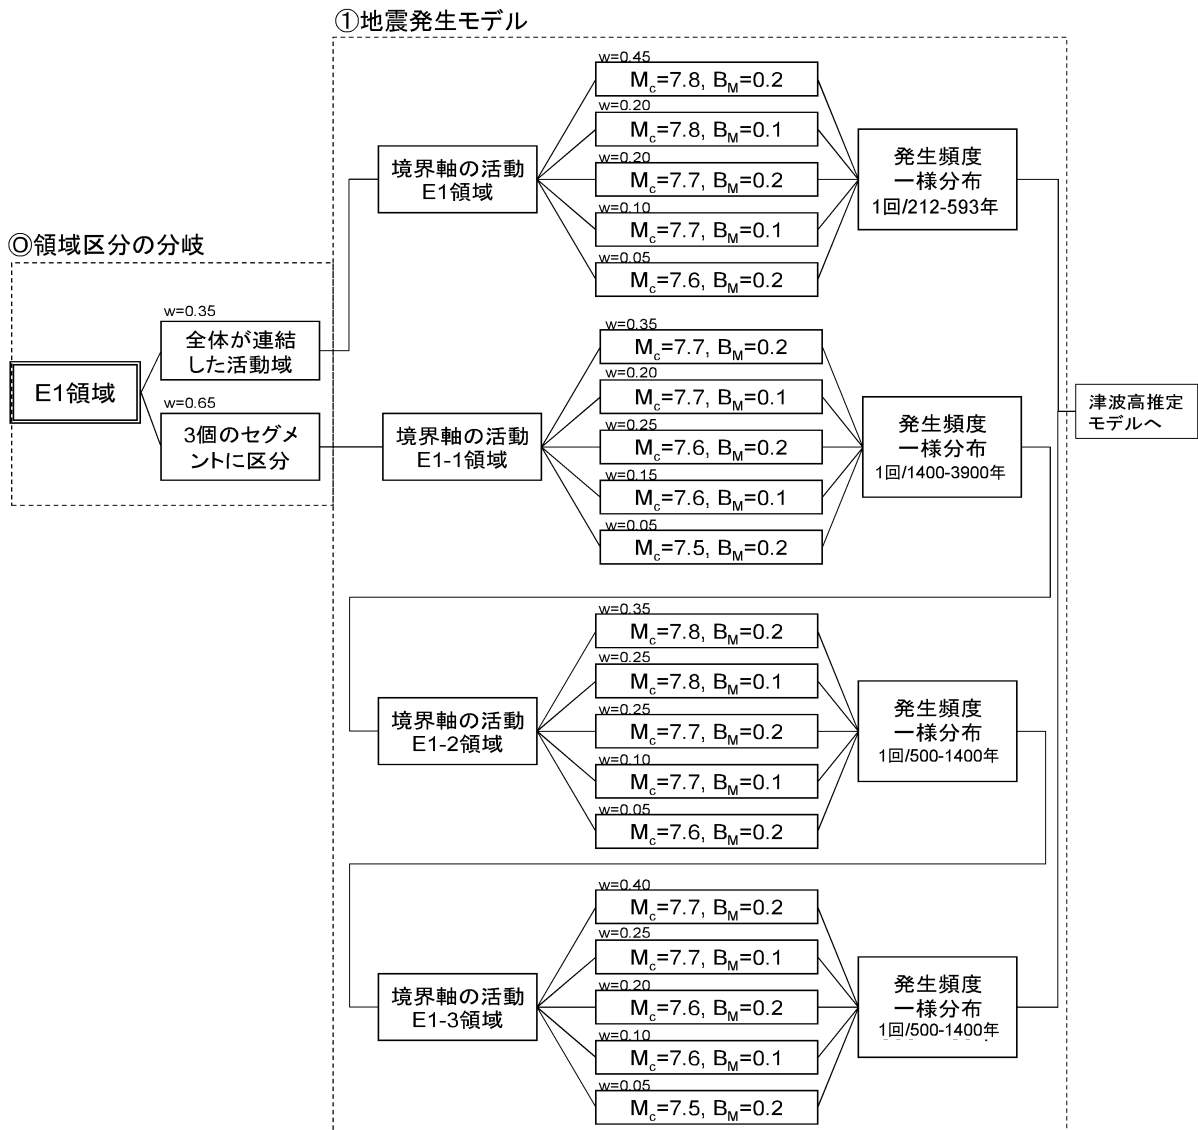 ①地震発生モデル
⓪領域区分の分岐
E1領域
w=0.35
全体が連結
した活動域
w=0.65
3個のセグメ
ントに区分
境界軸の活動
E1領域
w=0.45
Mc=7.8, BM=0.2
w=0.20
Mc=7.8, BM=0.1
w=0.20
Mc=7.7, BM=0.2
w=0.10
Mc=7.7, BM=0.1
w=0.05
Mc=7.6, BM=0.2
発生頻度
一様分布
1回/212-593年
境界軸の活動
E1-1領域
w=0.35
Mc=7.7, BM=0.2
w=0.20
Mc=7.7, BM=0.1
w=0.25
Mc=7.6, BM=0.2
w=0.15
Mc=7.6, BM=0.1
w=0.05
Mc=7.5, BM=0.2
発生頻度
一様分布
1回/1400-3900年
津波高推定
モデルへ
境界軸の活動
E1-2領域
w=0.35
Mc=7.8, BM=0.2
w=0.25
Mc=7.8, BM=0.1
w=0.25
Mc=7.7, BM=0.2
w=0.10
Mc=7.7, BM=0.1
w=0.05
Mc=7.6, BM=0.2
発生頻度
一様分布
1回/500-1400年
境界軸の活動
E1-3領域
w=0.40
Mc=7.7, BM=0.2
w=0.25
Mc=7.7, BM=0.1
w=0.20
Mc=7.6, BM=0.2
w=0.10
Mc=7.6, BM=0.1
w=0.05
Mc=7.5, BM=0.2
発生頻度
一様分布
1回/500-1400年